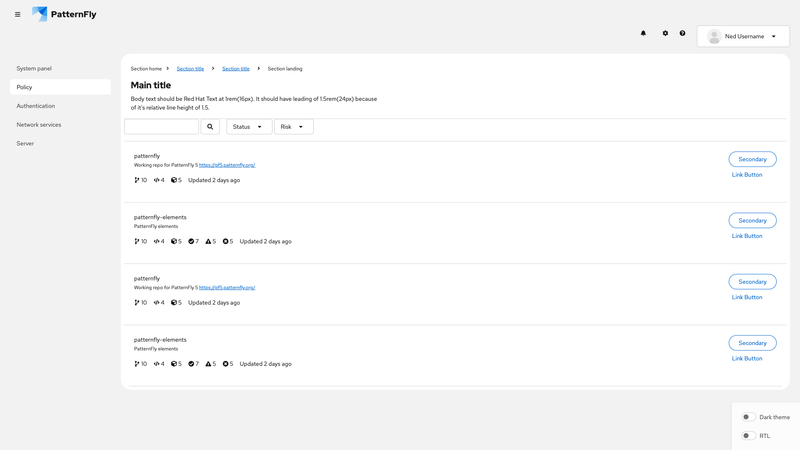 PatternFly
Ned Username
System panel
Policy
Authentication
Network services
Server
Section home Section title Section title Section landing
Main title
Body text should be Red Hat Text at 1rem(16px). It should have leading of 1.5rem(24px) because
of it's relative line height of 1.5.
Status Risk
patternfly
Working repo for PatternFly 5 https://pf5.patternfly.org/
10 4 5 Updated 2 days ago
Secondary
Link Button
patternfly-elements
PatternFly elements
10 4 5 7 5 5 Updated 2 days ago
Secondary
Link Button
patternfly
Working repo for PatternFly 5 https://pf5.patternfly.org/
10 4 5 Updated 2 days ago
Secondary
Link Button
patternfly-elements
PatternFly elements
10 4 5 7 5 5 Updated 2 days ago
Secondary
Link Button
Dark theme
RTL